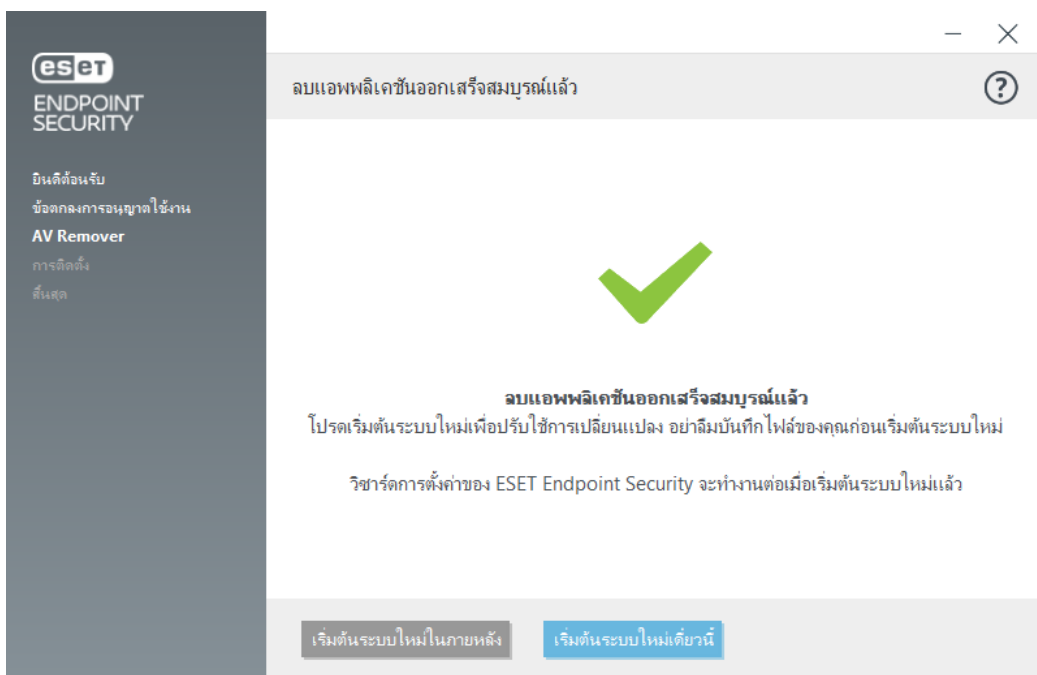 eset
ENDPOINT
SECURITY
ยินดีต้อนรับ
ข้อตกลงการอนุญาตใช้งาน
AV Remover
การติดตั้ง
สิ้นสุด
ลบแอพพลิเคชันออกเสร็จสมบูรณ์แล้ว
?
ลบแอพพลิเคชันออกเสร็จสมบูรณ์แล้ว
โปรดเริ่มต้นระบบใหม่เพื่อปรับใช้การเปลี่ยนแปลง อย่าลืมบันทึกไฟล์ของคุณก่อนเริ่มต้นระบบใหม่
วิซาร์ดการตั้งค่าของ ESET Endpoint Security จะทำงานต่อเมื่อเริ่มต้นระบบใหม่แล้ว
เริ่มต้นระบบใหม่ในภายหลัง
เริ่มต้นระบบใหม่เดี๋ยวนี้